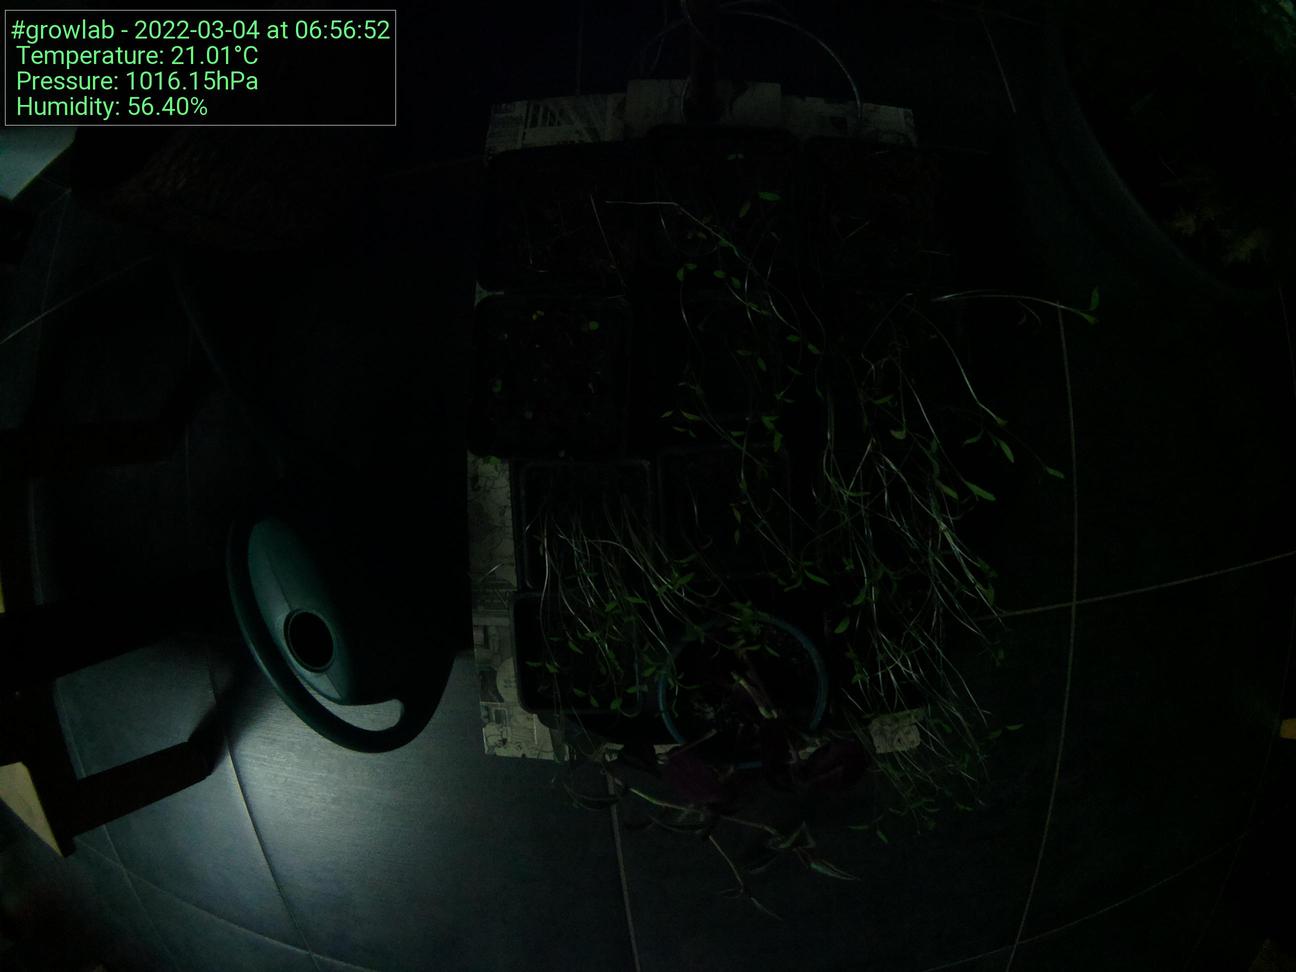 #growlab - 2022-03-04 at 06:56:52
Temperature: 21.01°C
Pressure: 1016.15hPa
Humidity: 56.40%